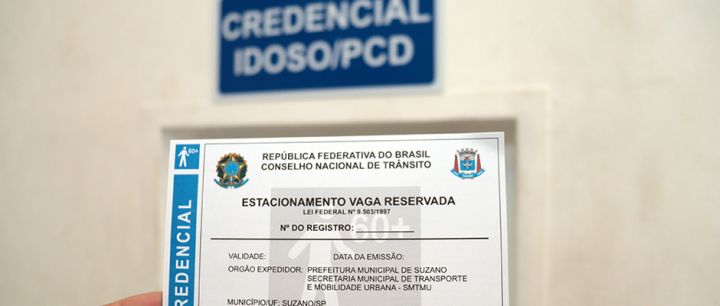 CREDENCIAL
IDOSO/PCD
60+
REPÚBLICA FEDERATIVA DO BRASIL
CONSELHO NACIONAL DE TRÂNSITO
ESTACIONAMENTO VAGA RESERVADA
LEI FEDERAL Nº 9.503/1997
60+
Nº DO REGISTRO:
VALIDADE: DATA DA EMISSÃO:
ORGÃO EXPEDIDOR: PREFEITURA MUNICIPAL DE SUZANO
SECRETARIA MUNICIPAL DE TRANSPORTE
E MOBILIDADE URBANA - SMTMU
MUNICÍPIO/UF: SUZANO/SP
CREDENCIAL